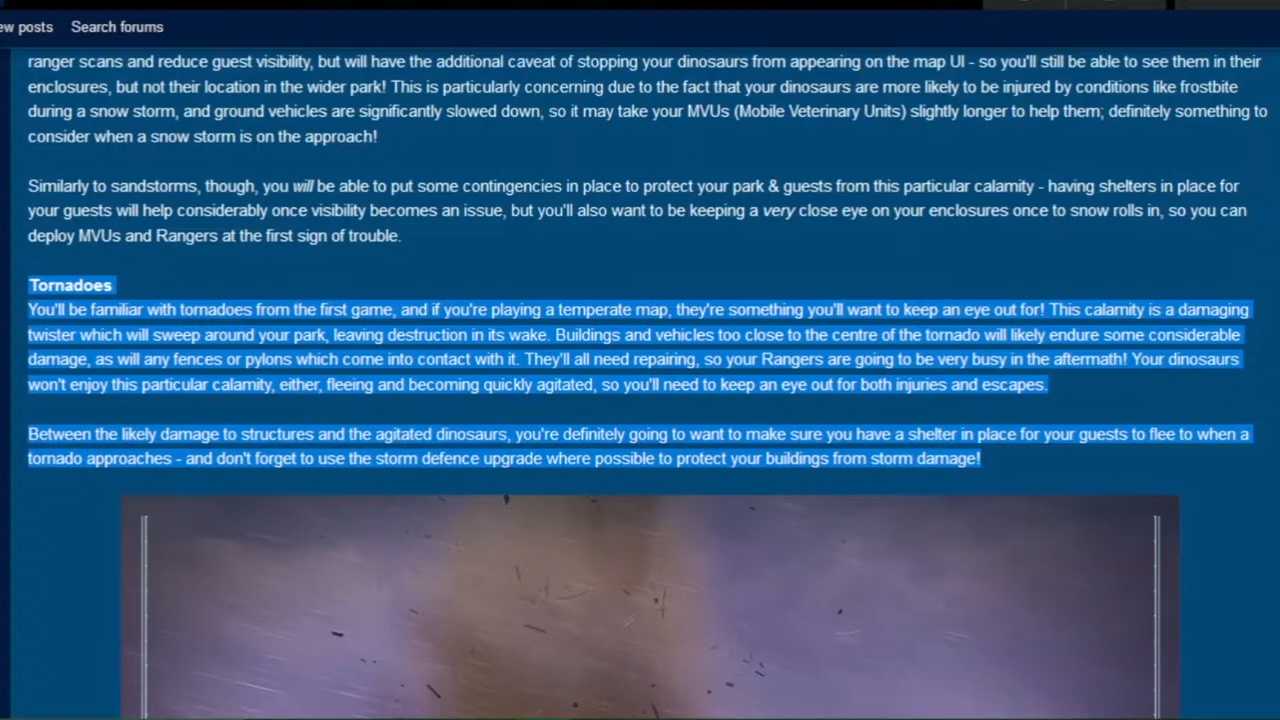 ew posts Search forums
ranger scans and reduce guest visibility, but will have the additional caveat of stopping your dinosaurs from appearing on the map UI - so you'll still be able to see them in their
enclosures, but not their location in the wider park! This is particularly concerning due to the fact that your dinosaurs are more likely to be injured by conditions like frostbite
during a snow storm, and ground vehicles are significantly slowed down, so it may take your MVUs (Mobile Veterinary Units) slightly longer to help them; definitely something to
consider when a snow storm is on the approach!
Similarly to sandstorms, though, you will be able to put some contingencies in place to protect your park & guests from this particular calamity - having shelters in place for
your guests will help considerably once visibility becomes an issue, but you'll also want to be keeping a very close eye on your enclosures once to snow rolls in, so you can
deploy MVUs and Rangers at the first sign of trouble.
Tornadoes
You'll be familiar with tornadoes from the first game, and if you're playing a temperate map, they're something you'll want to keep an eye out for! This calamity is a damaging
twister which will sweep around your park, leaving destruction in its wake. Buildings and vehicles too close to the centre of the tornado will likely endure some considerable
damage, as will any fences or pylons which come into contact with it. They'll all need repairing, so your Rangers are going to be very busy in the aftermath! Your dinosaurs
won't enjoy this particular calamity, either, fleeing and becoming quickly agitated, so you'll need to keep an eye out for both injuries and escapes.
Between the likely damage to structures and the agitated dinosaurs, you're definitely going to want to make sure you have a shelter in place for your guests to flee to when a
tornado approaches - and don't forget to use the storm defence upgrade where possible to protect your buildings from storm damage!